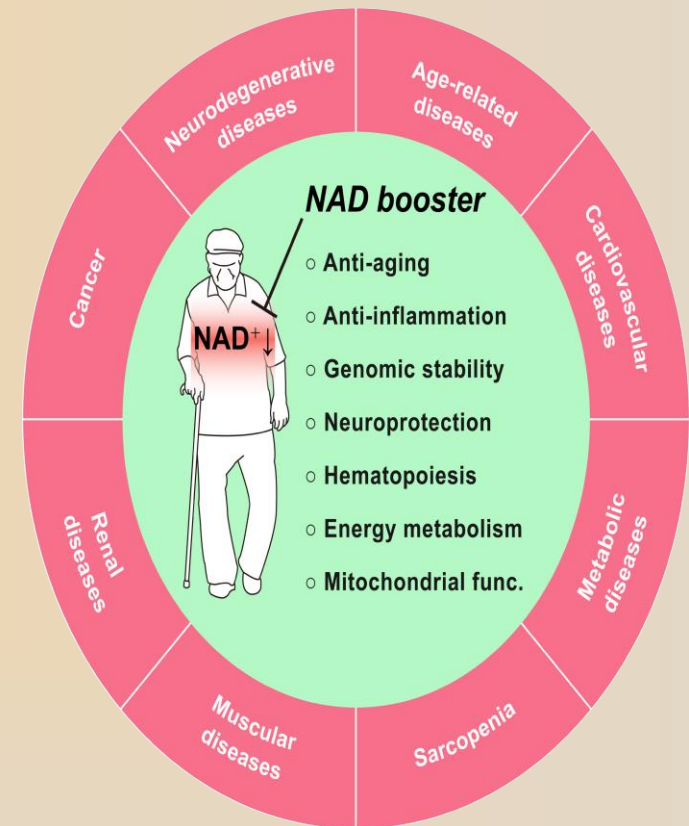 Neurodegenerative
diseases
Age-related
diseases
Cardiovascular
diseases
Metabolic
diseases
Sarcopenia
Muscular
diseases
Renal
diseases
Cancer
NAD booster
NAD⁺↓
○ Anti-aging
○ Anti-inflammation
○ Genomic stability
○ Neuroprotection
○ Hematopoiesis
○ Energy metabolism
○ Mitochondrial func.